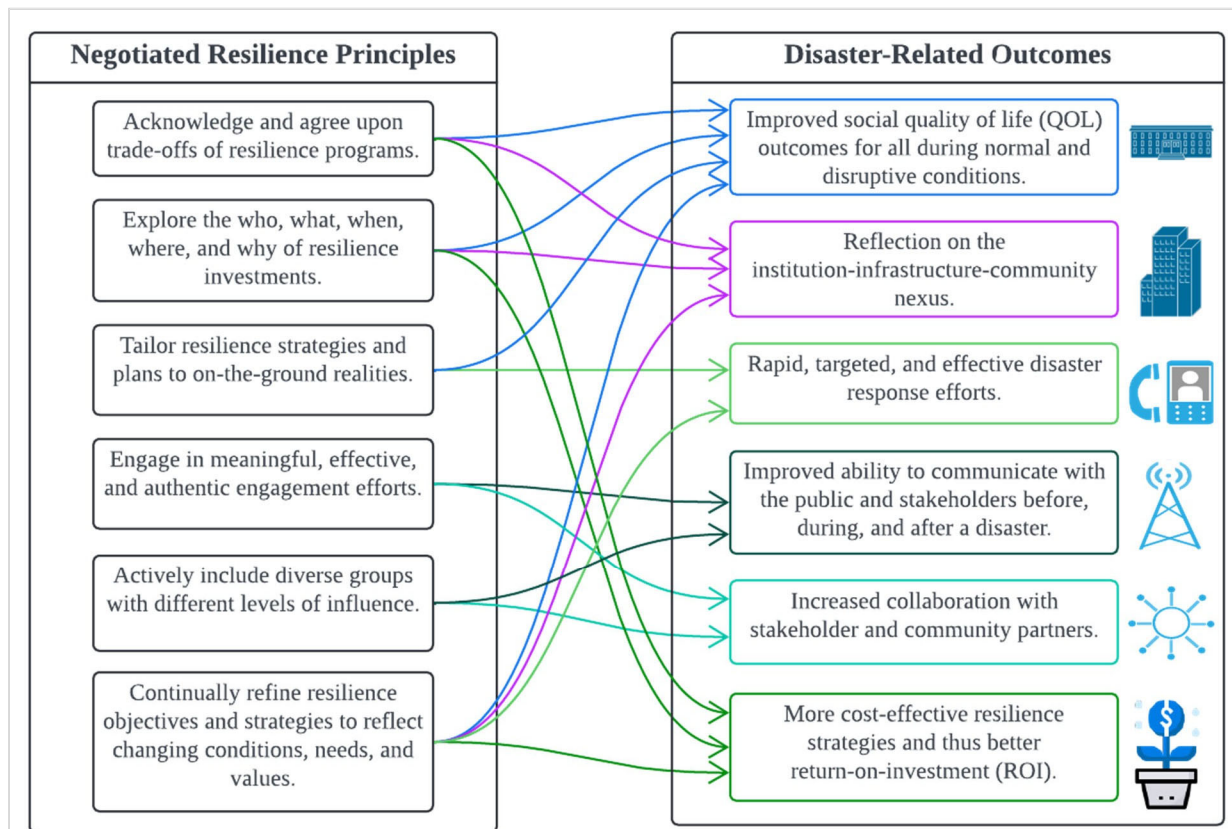 Negotiated Resilience Principles
Acknowledge and agree upon
trade-offs of resilience programs.
Explore the who, what, when,
where, and why of resilience
investments.
Tailor resilience strategies and
plans to on-the-ground realities.
Engage in meaningful, effective,
and authentic engagement efforts.
Actively include diverse groups
with different levels of influence.
Continually refine resilience
objectives and strategies to reflect
changing conditions, needs, and
values.
Disaster-Related Outcomes
Improved social quality of life (QOL)
outcomes for all during normal and
disruptive conditions.
Reflection on the
institution-infrastructure-community
nexus.
Rapid, targeted, and effective disaster
response efforts.
Improved ability to communicate with
the public and stakeholders before,
during, and after a disaster.
Increased collaboration with
stakeholder and community partners.
More cost-effective resilience
strategies and thus better
return-on-investment (ROI).
$